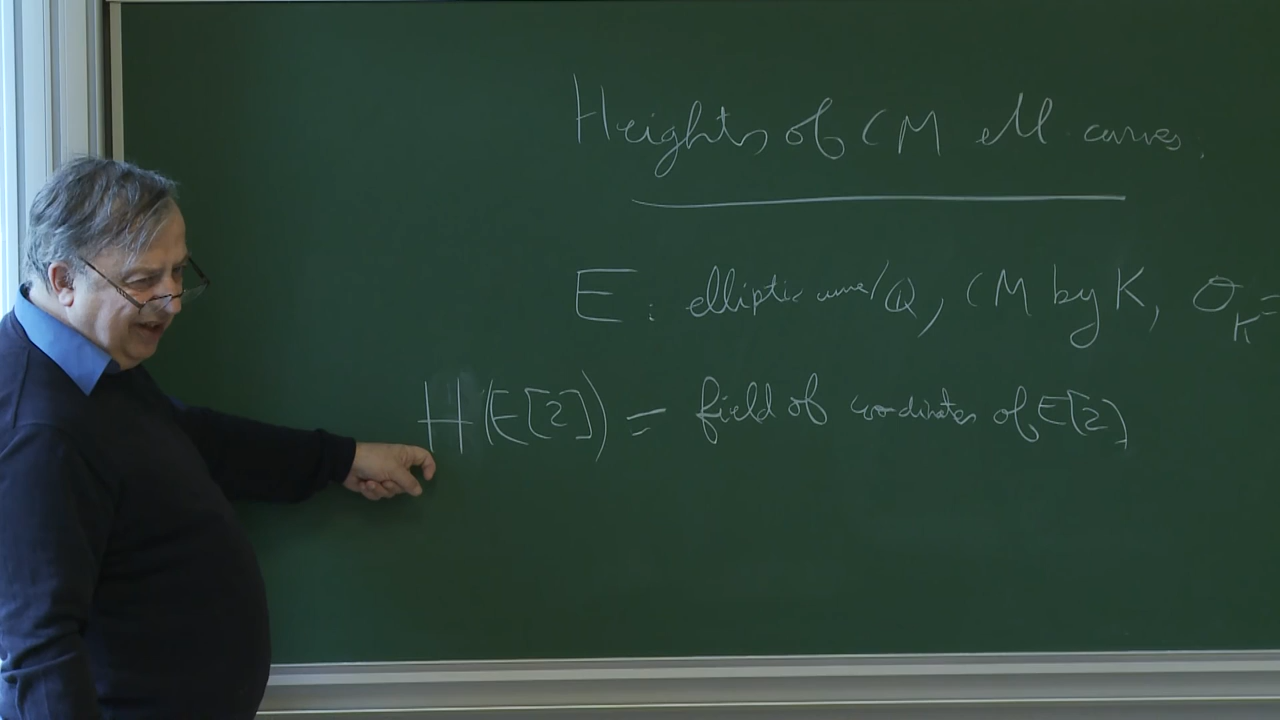 Heights of CM ell. curves.
E : elliptic curve/Q, CM by K, O_K =
H(E[2]) = field of coordinates of E[2]